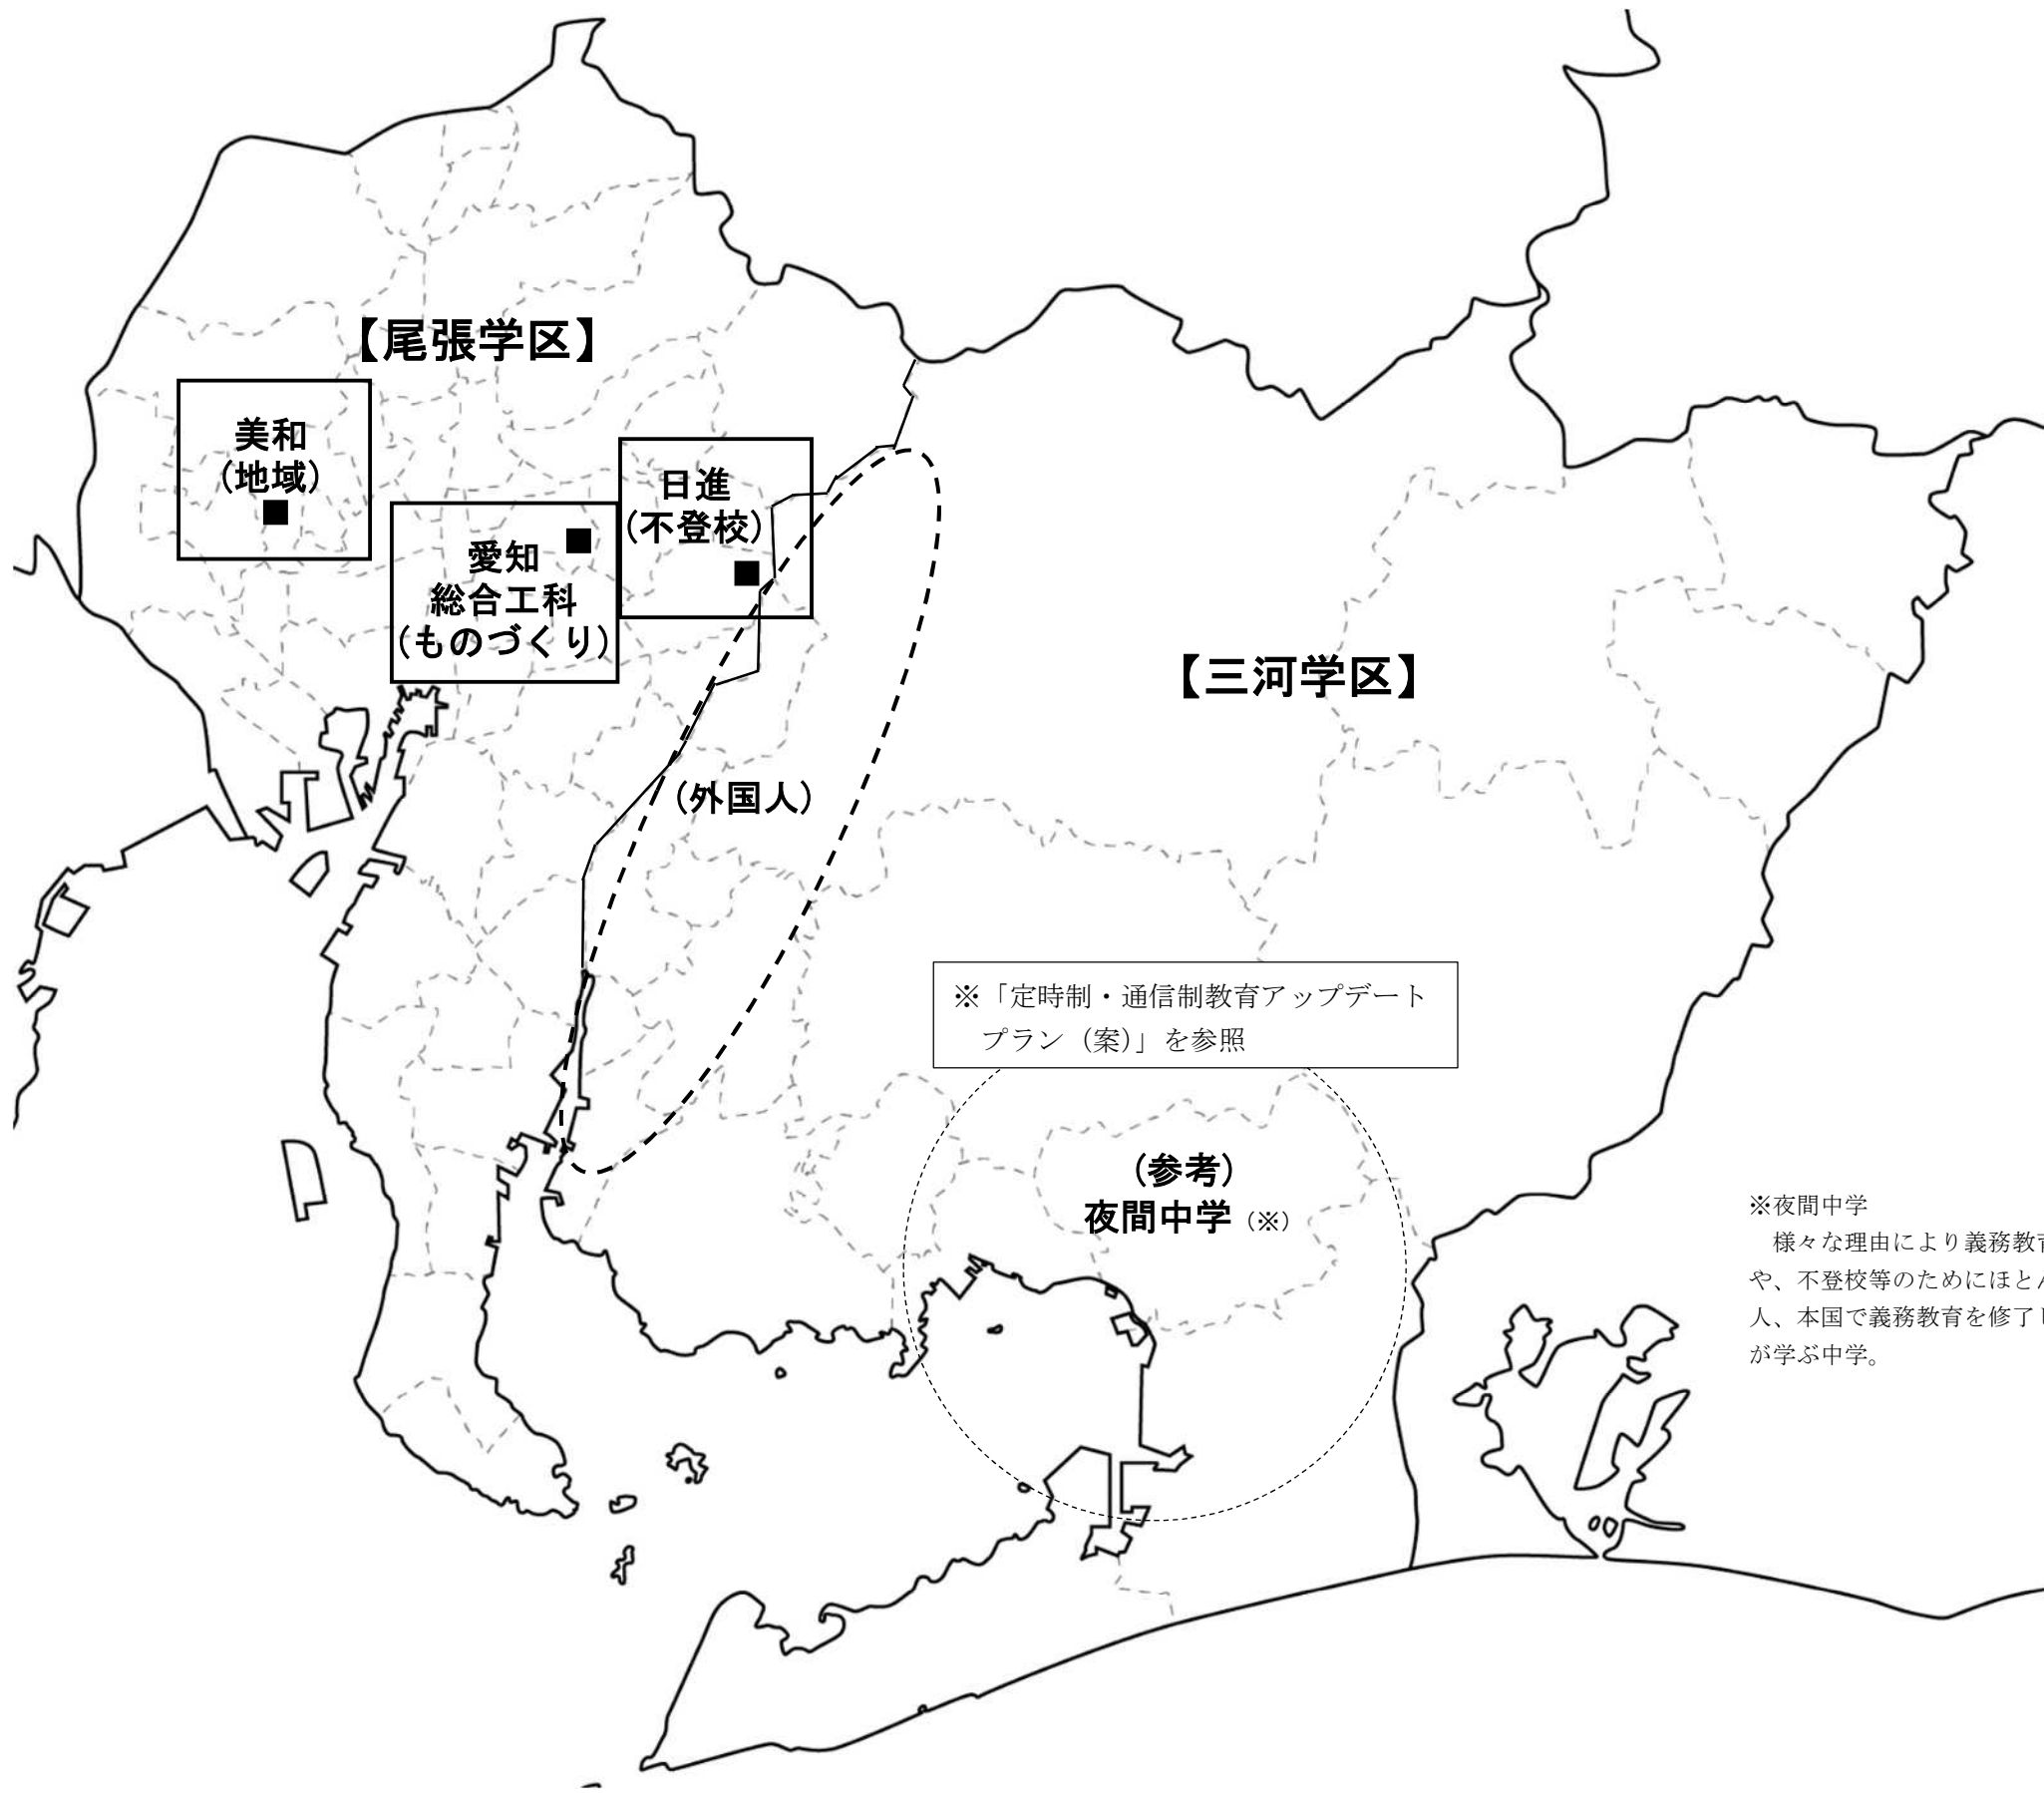 【尾張学区】
美和
(地域)
日進
(不登校)
愛知
総合工科
(ものづくり)
【三河学区】
(外国人)
※「定時制・通信制教育アップデート
プラン（案）」を参照
(参考)
夜間中学（※）
※夜間中学
様々な理由により義務教
や、不登校等のためにほと
人、本国で義務教育を修了
が学ぶ中学。